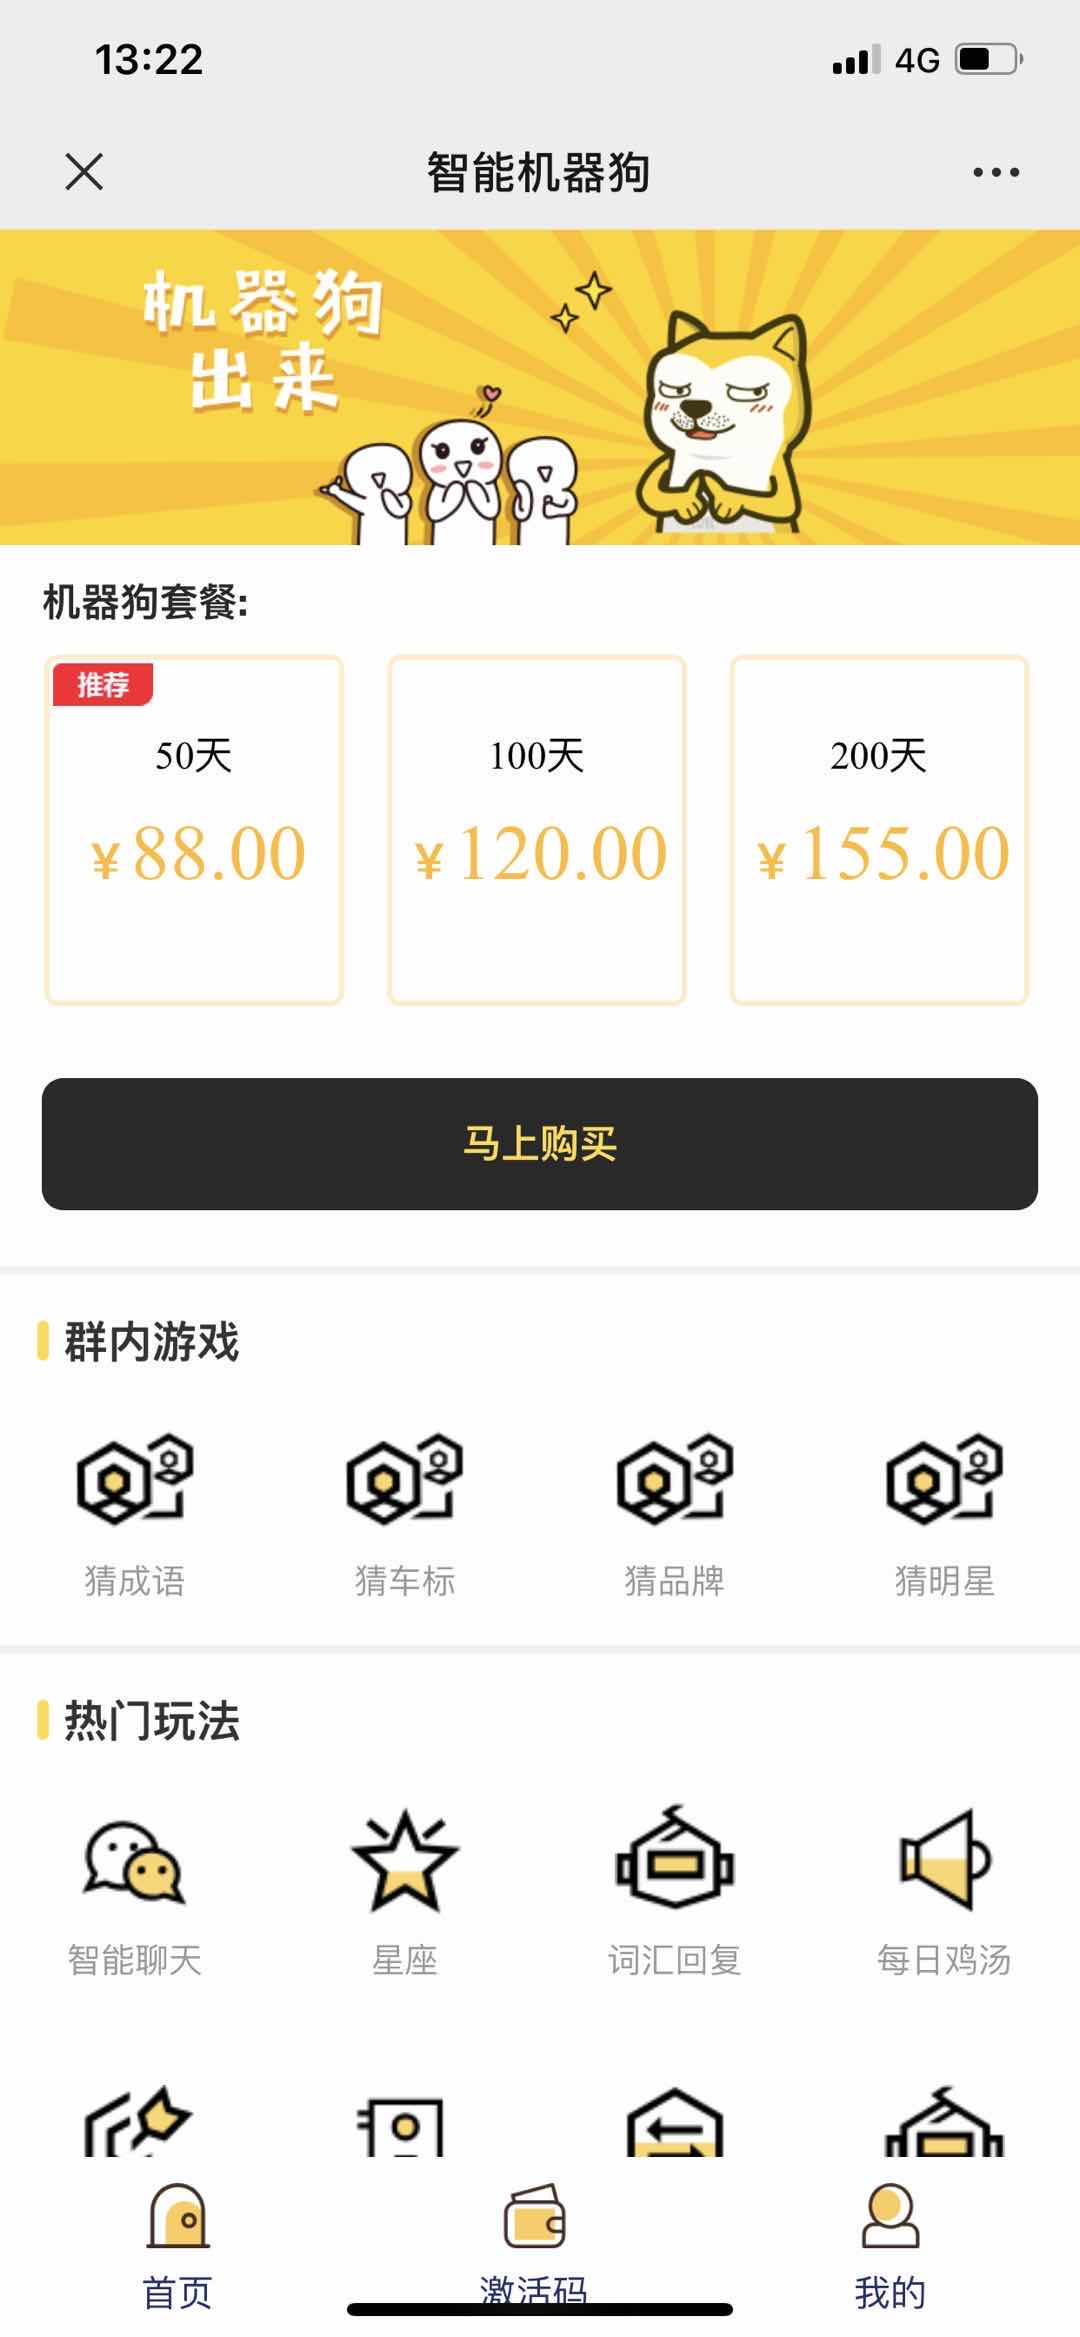 13:22
4G
智能机器狗
机器狗
出来
机器狗套餐:
推荐
50天
100天
200天
¥88.00
¥120.00
¥155.00
马上购买
群内游戏
猜成语
猜车标
猜品牌
猜明星
热门玩法
智能聊天
星座
词汇回复
每日鸡汤
首页
激活码
我的